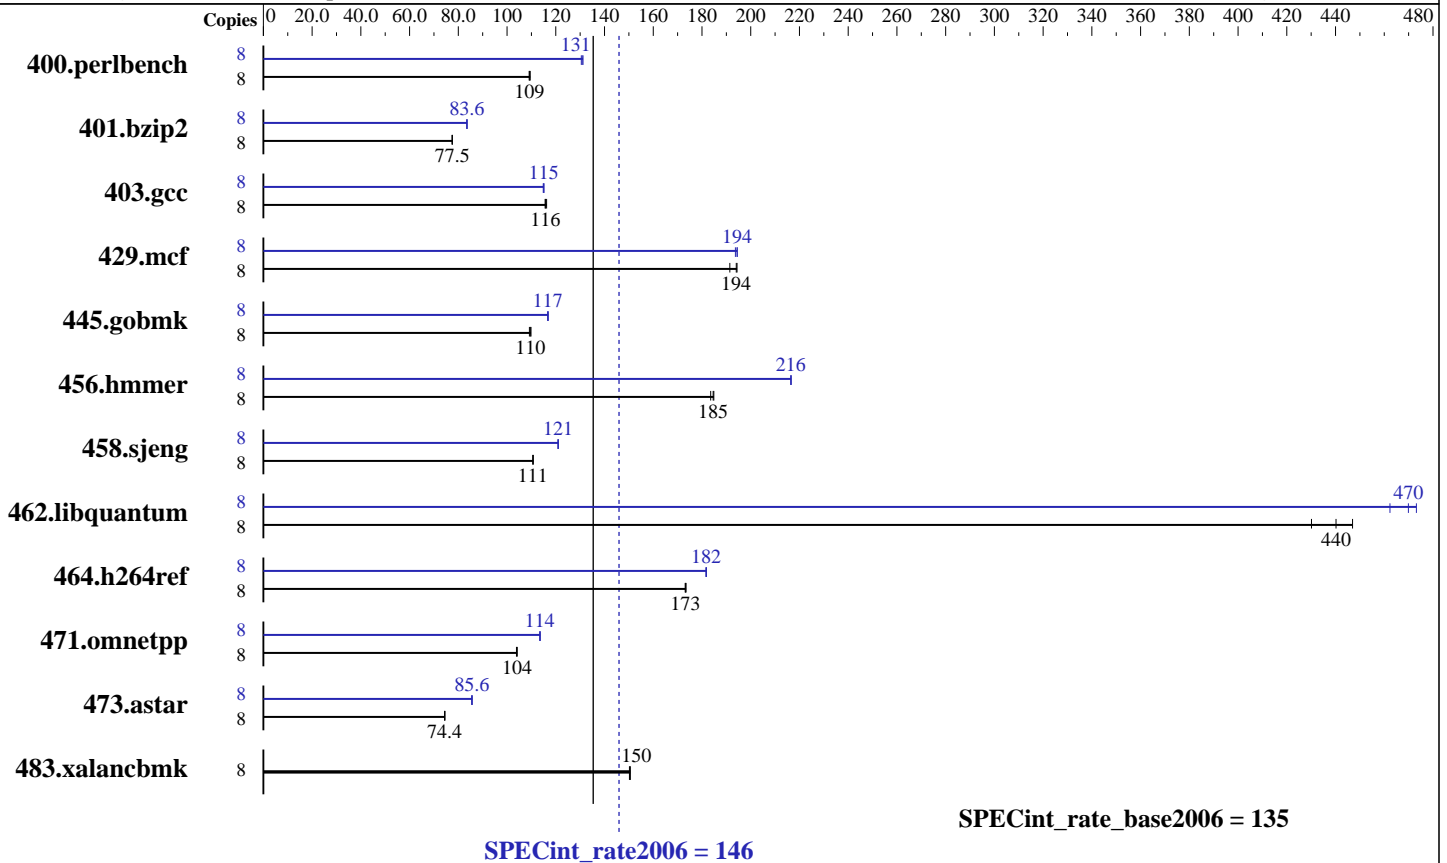 Copies 0 20.0 40.0 60.0 80.0 100 120 140 160 180 200 220 240 260 280 300 320 340 360 380 400 420 440 480
400.perlbench 8 131
8 109
401.bzip2 8 83.6
8 77.5
403.gcc 8 115
8 116
429.mcf 8 194
8 194
445.gobmk 8 117
8 110
456.hmmer 8 216
8 185
458.sjeng 8 121
8 111
462.libquantum 8 470
8 440
464.h264ref 8 182
8 173
471.omnetpp 8 114
8 104
473.astar 8 85.6
8 74.4
483.xalancbmk 8 150
SPECint_rate_base2006 = 135
SPECint_rate2006 = 146